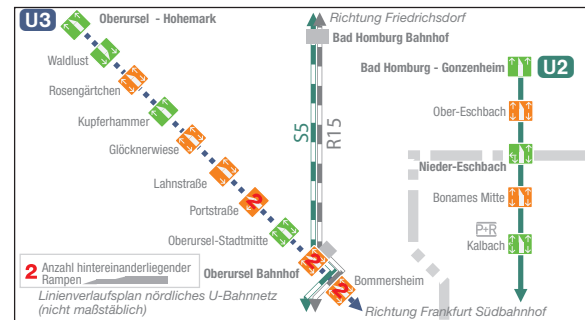 U3
Oberursel - Hohemark
Waldlust
Rosengärtchen
Kupferhammer
Glöcknerwiese
Lahnstraße
Portstraße
2
Oberursel-Stadtmitte
Oberursel Bahnhof
2
Bommersheim
2
Richtung Friedrichsdorf
Bad Homburg Bahnhof
S5
R15
Bad Homburg - Gonzenheim
U2
Ober-Eschbach
Nieder-Eschbach
Bonames Mitte
P+R
Kalbach
2 Anzahl hintereinanderliegender
Rampen
Linienverlaufsplan nördliches U-Bahnnetz
(nicht maßstäblich)
Richtung Frankfurt Südbahnhof